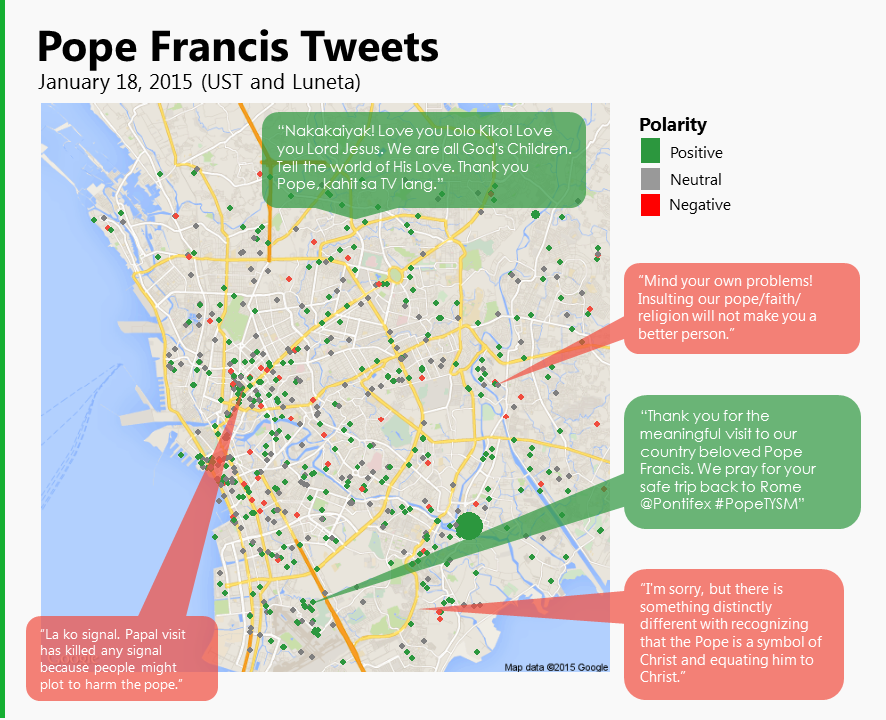 Pope Francis Tweets
January 18, 2015 (UST and Luneta)
“Nakakaiyak! Love you Lolo Kiko! Love
you Lord Jesus. We are all God's Children.
Tell the world of His Love. Thank you
Pope, kahit sa TV lang.”
Polarity
Positive
Neutral
Negative
“Mind your own problems!
Insulting our pope/faith/
religion will not make you a
better person.”
“Thank you for the
meaningful visit to our
country beloved Pope
Francis. We pray for your
safe trip back to Rome
@Pontifex #PopeTYSM”
“I'm sorry, but there is
something distinctly
different with recognizing
that the Pope is a symbol of
Christ and equating him to
Christ.”
“La ko signal. Papal visit
has killed any signal
because people might
plot to harm the pope.”
Google
Map data ©2015 Google